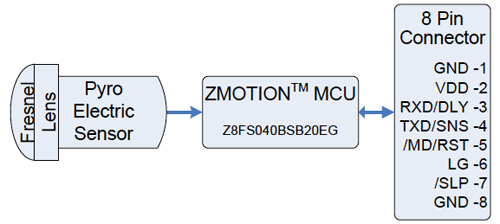 Fresnel
Lens
Pyro
Electric
Sensor
ZMOTION™ MCU
Z8FS040BSB20EG
8 Pin
Connector
GND -1
VDD -2
RXD/DLY -3
TXD/SNS -4
/MD/RST -5
LG -6
/SLP -7
GND -8